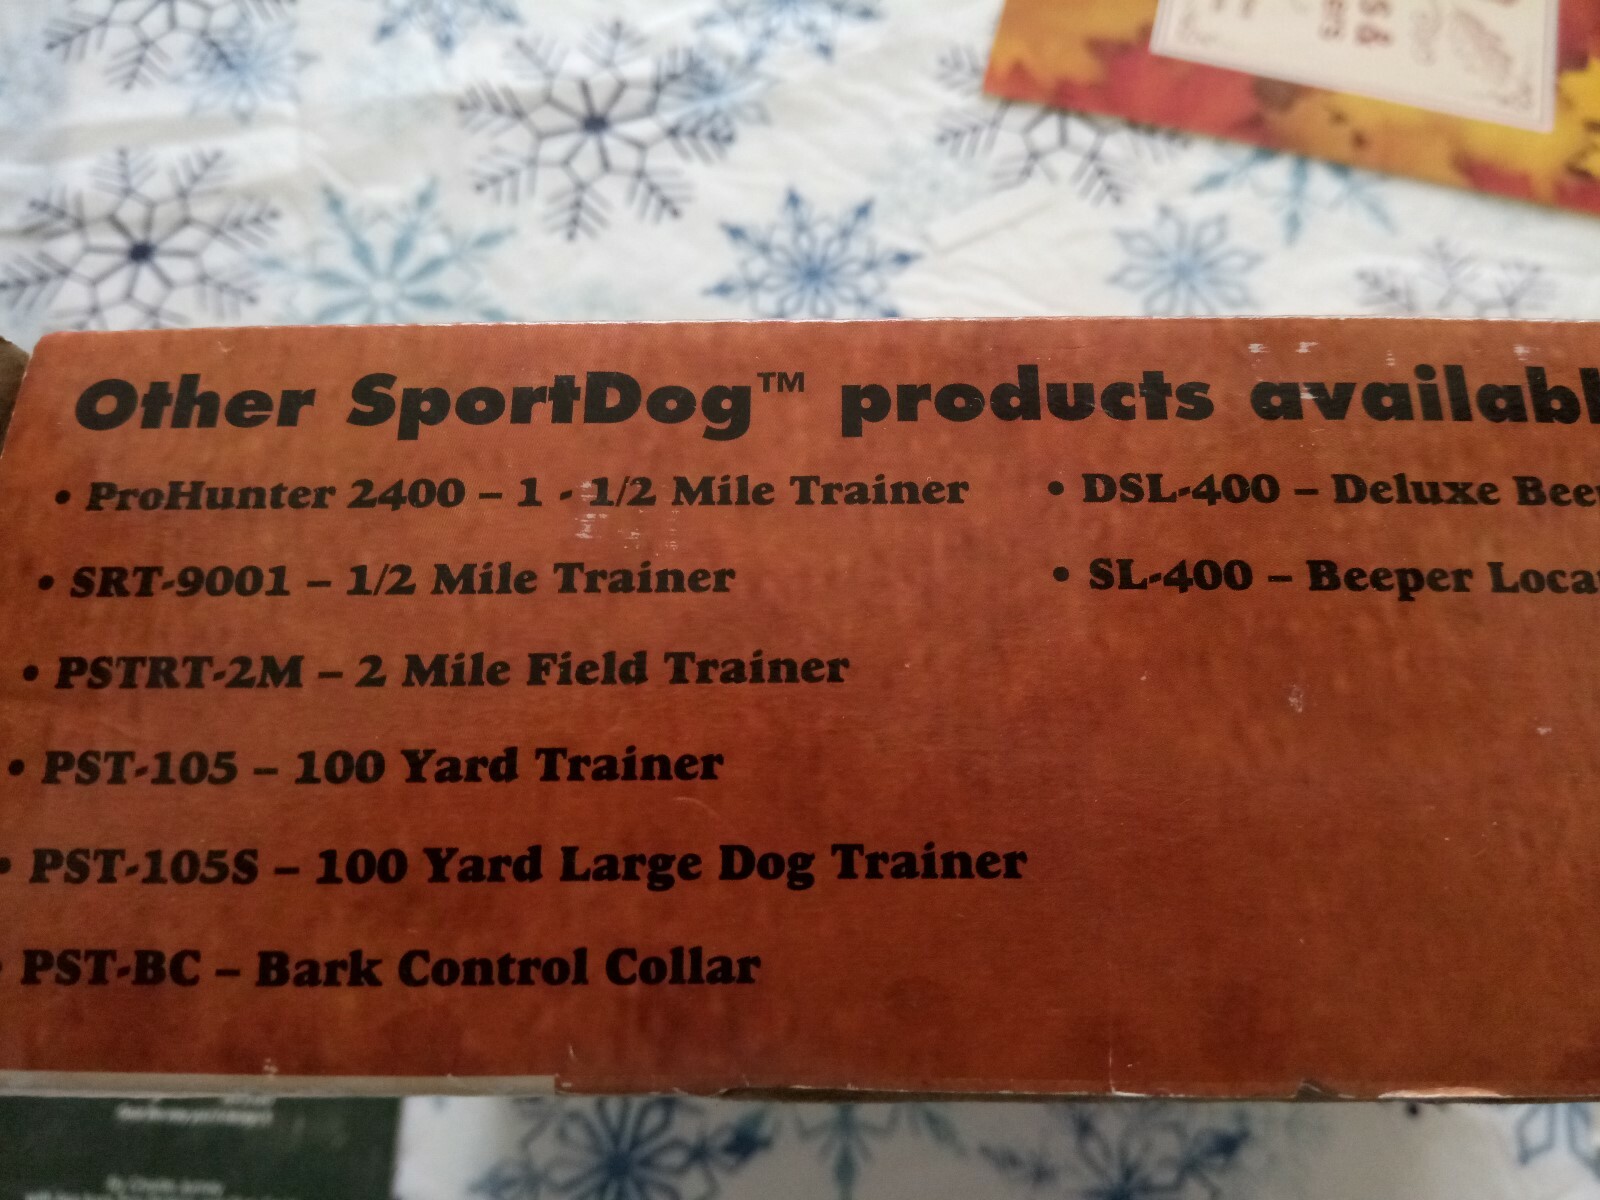 Other SportDog™ products availabl
• ProHunter 2400 – 1 - 1/2 Mile Trainer
• SRT-9001 – 1/2 Mile Trainer
• PSTRT-2M – 2 Mile Field Trainer
• PST-105 – 100 Yard Trainer
• PST-105S – 100 Yard Large Dog Trainer
PST-BC – Bark Control Collar
• DSL-400 – Deluxe Bee
• SL-400 – Beeper Loca